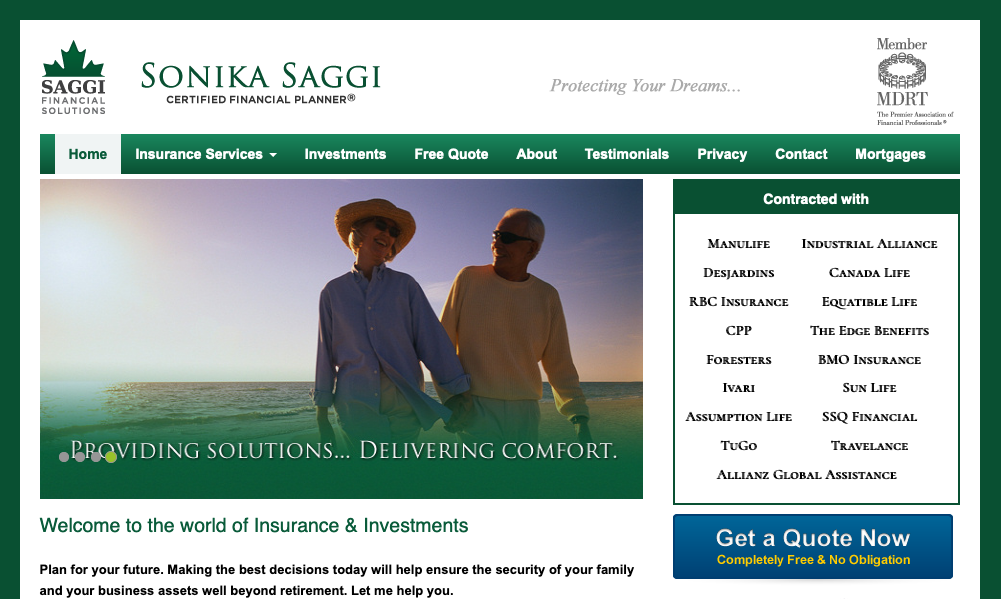 SAGGI
FINANCIAL
SOLUTIONS
Sonika Saggi
CERTIFIED FINANCIAL PLANNER®
Protecting Your Dreams...
Member
MDRT
The Premier Association of
Financial Professionals ®
Home Insurance Services Investments Free Quote About Testimonials Privacy Contact Mortgages
Providing solutions... Delivering comfort.
Contracted with
Manulife Industrial Alliance
Desjardins Canada Life
RBC Insurance Equatible Life
CPP The Edge Benefits
Foresters BMO Insurance
Ivari Sun Life
Assumption Life SSQ Financial
TuGo Travelance
Allianz Global Assistance
Get a Quote Now
Completely Free & No Obligation
Welcome to the world of Insurance & Investments
Plan for your future. Making the best decisions today will help ensure the security of your family
and your business assets well beyond retirement. Let me help you.